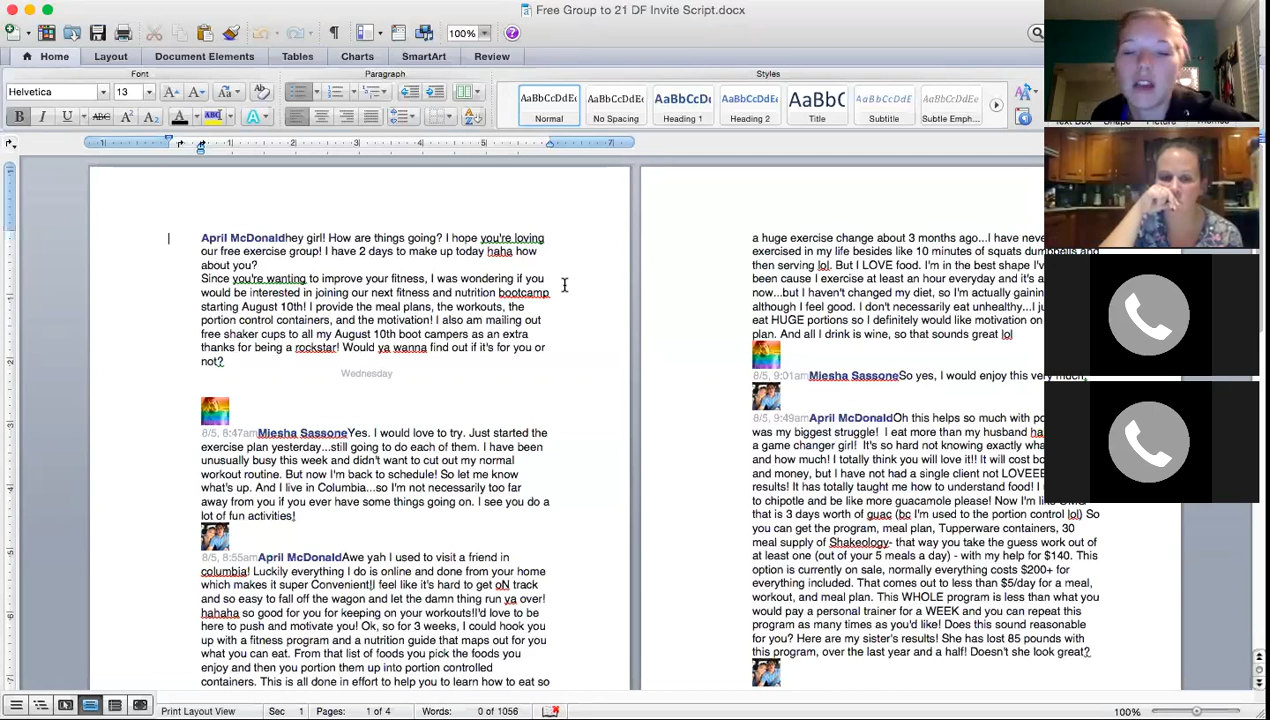 Free Group to 21 DF Invite Script.docx
100%
Home
Layout
Document Elements
Tables
Charts
SmartArt
Review
Font
Paragraph
Styles
Helvetica
13
AaBbCcDdEe
AaBbCcDdEe
AaBbCcDc
AaBbCcDdEe
AaBbCcDdEe
AaBbCcDdEe
Normal
No Spacing
Heading 1
Heading 2
Title
Subtitle
Subtle Emph...
April McDonaldhey girl! How are things going? I hope you're loving
our free exercise group! I have 2 days to make up today haha how
about you?
Since you're wanting to improve your fitness, I was wondering if you
would be interested in joining our next fitness and nutrition bootcamp
starting August 10th! I provide the meal plans, the workouts, the
portion control containers, and the motivation! I also am mailing out
free shaker cups to all my August 10th boot campers as an extra
thanks for being a rockstar! Would ya wanna find out if it's for you or
not?
Wednesday
8/5, 8:47amMiesha SassoneYes. I would love to try. Just started the
exercise plan yesterday...still going to do each of them. I have been
unusually busy this week and didn't want to cut out my normal
workout routine. But now I'm back to schedule! So let me know
what's up. And I live in Columbia...so I'm not necessarily too far
away from you if you ever have some things going on. I see you do a
lot of fun activities!
8/5, 8:55amApril McDonaldAwe yah I used to visit a friend in
columbia! Luckily everything I do is online and done from your home
which makes it super Convenient!I feel like it's hard to get oN track
and so easy to fall off the wagon and let the damn thing run ya over!
hahaha so good for you for keeping on your workouts!I'd love to be
here to push and motivate you! Ok, so for 3 weeks, I could hook you
up with a fitness program and a nutrition guide that maps out for you
what you can eat. From that list of foods you pick the foods you
enjoy and then you portion them up into portion controlled
containers. This is all done in effort to help you to learn how to eat so
a huge exercise change about 3 months ago...I have never
exercised in my life besides like 10 minutes of squats dumbbells and
then serving lol. But I LOVE food. I'm in the best shape I'v
been cause I exercise at least an hour everyday and it's a
now...but I haven't changed my diet, so I'm actually gainin
although I feel good. I don't necessarily eat unhealthy...I ju
eat HUGE portions so I definitely would like motivation on
plan. And all I drink is wine, so that sounds great lol
8/5, 9:01amMiesha SassoneSo yes, I would enjoy this very much.
8/5, 9:49amApril McDonaldOh this helps so much with po
was my biggest struggle! I eat more than my husband ha
a game changer girl! It's so hard not knowing exactly wha
and how much! I totally think you will love it!! It will cost bo
and money, but I have not had a single client not LOVEEE
results! It has totally taught me how to understand food! I
to chipotle and be like more guacamole please! Now I'm like
that is 3 days worth of guac (bc I'm used to the portion control lol) So
you can get the program, meal plan, Tupperware containers, 30
meal supply of Shakeology- that way you take the guess work out of
at least one (out of your 5 meals a day) - with my help for $140. This
option is currently on sale, normally everything costs $200+ for
everything included. That comes out to less than $5/day for a meal,
workout, and meal plan. This WHOLE program is less than what you
would pay a personal trainer for a WEEK and you can repeat this
program as many times as you'd like! Does this sound reasonable
for you? Here are my sister's results! She has lost 85 pounds with
this program, over the last year and a half! Doesn't she look great?
Print Layout View
Sec 1
Pages: 1 of 4
Words: 0 of 1056
100%